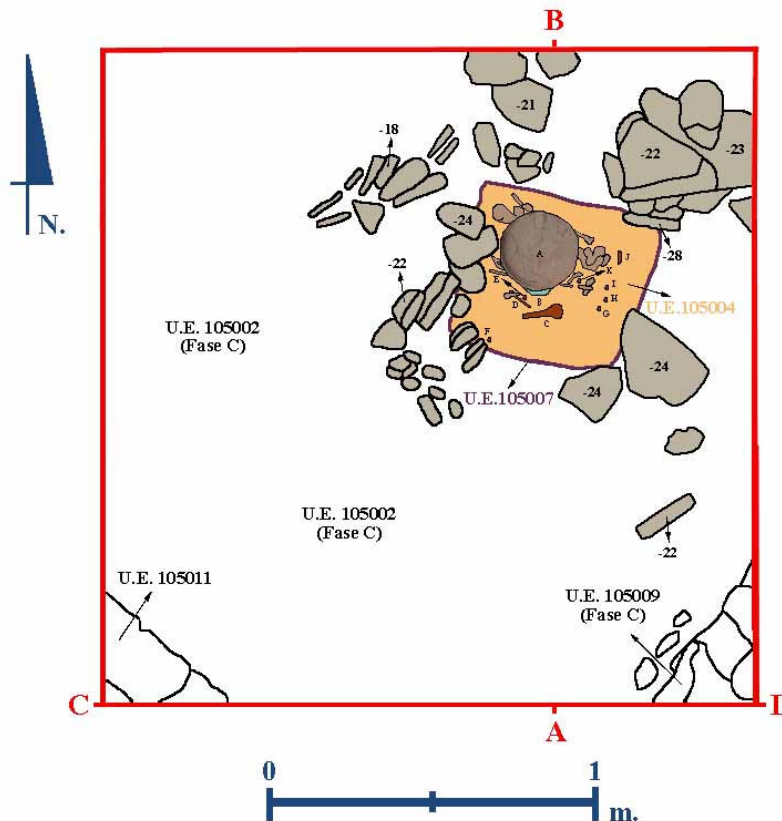 B
-21
-18
-22
-23
N.
-24
-28
A
J
K
E
I
H
B
D
G
C
U.E.105004
-22
U.E. 105002
(Fase C)
F
-24
U.E.105007
-24
U.E. 105002
(Fase C)
-22
U.E. 105011
U.E. 105009
(Fase C)
C
A
0
1
m.